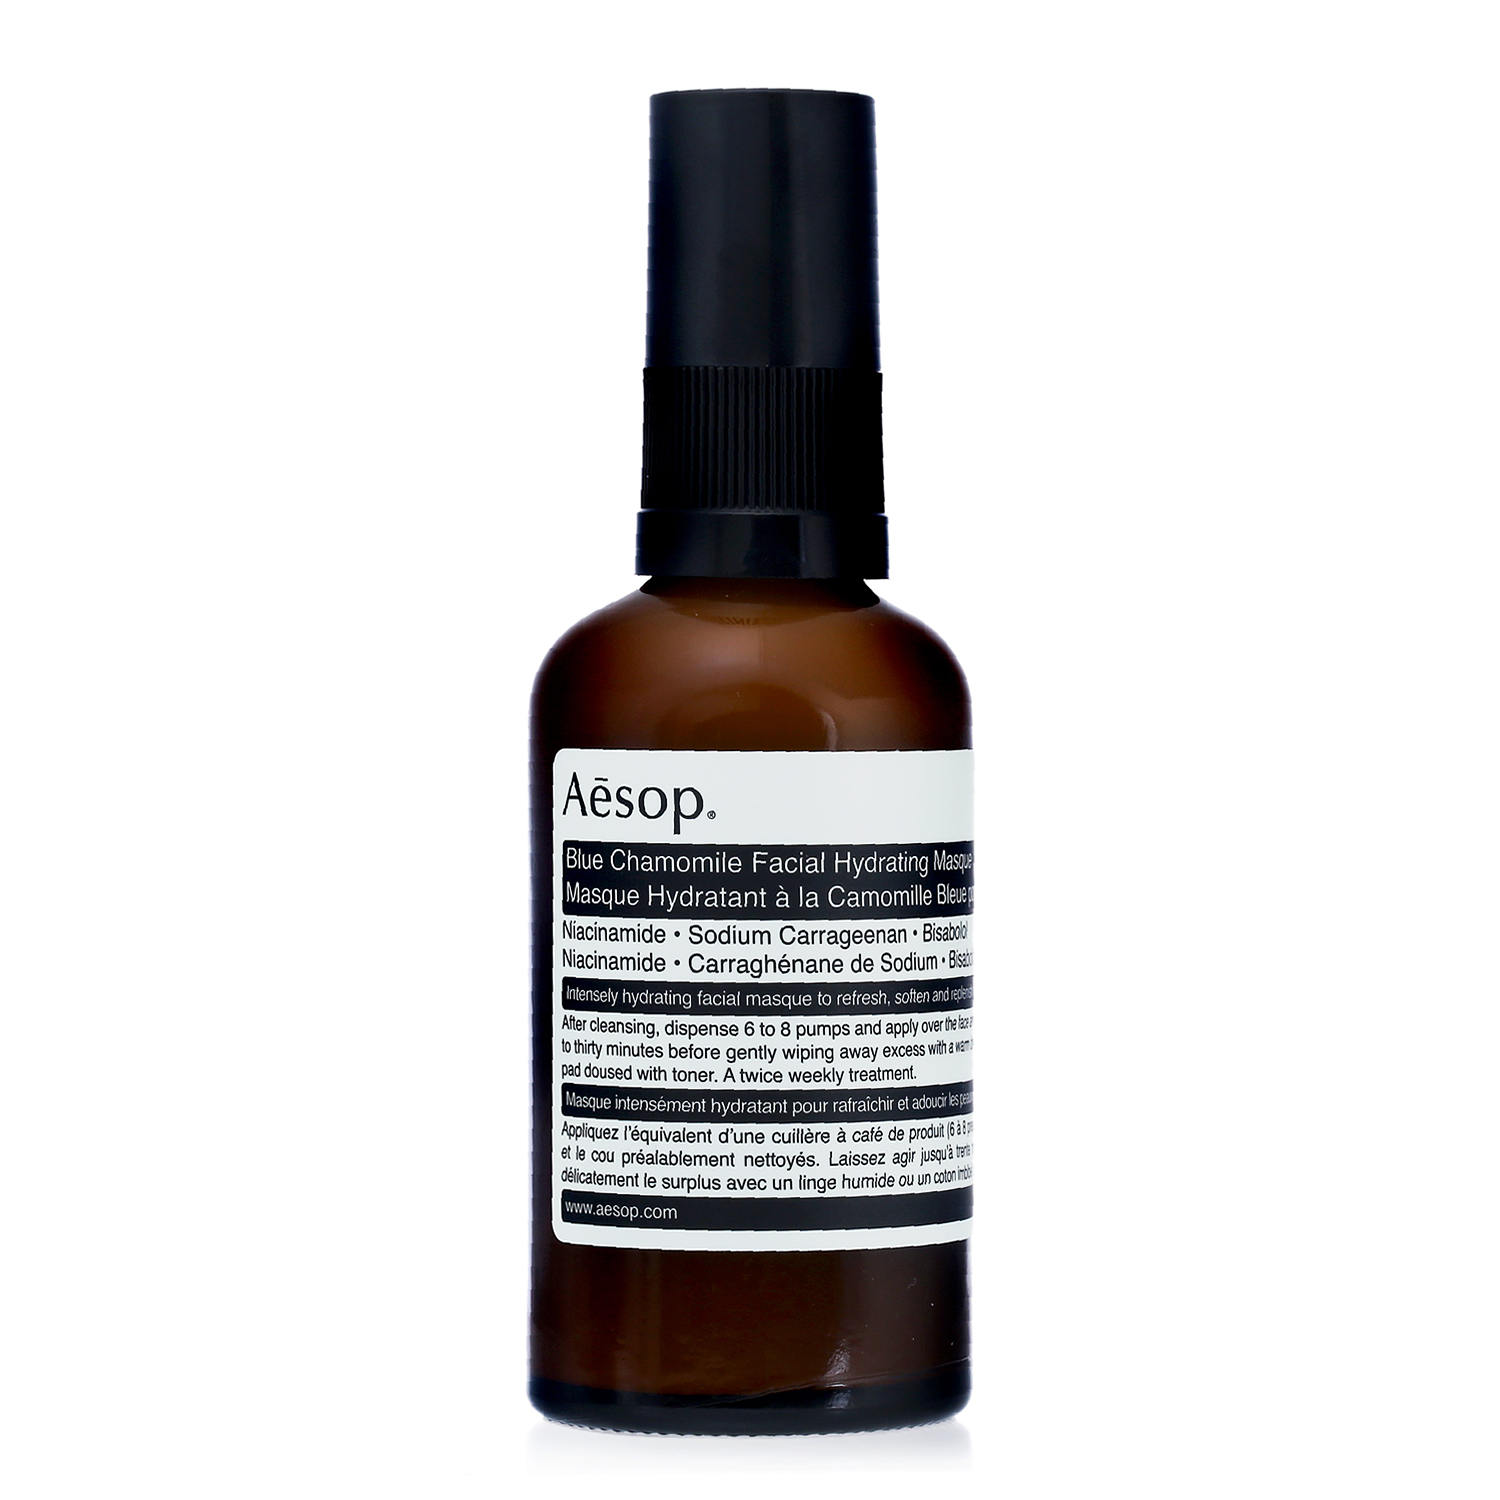 Aēsop.®
Blue Chamomile Facial Hydrating Masque
Masque Hydratant à la Camomille Bleue
Niacinamide • Sodium Carrageenan • Bisabolol
Niacinamide • Carraghénane de Sodium •
Intensely hydrating facial masque to refresh, soften and
After cleansing, dispense 6 to 8 pumps and apply over the face
to thirty minutes before gently wiping away excess with a warm
pad doused with toner. A twice weekly treatment.
Masque intensément hydratant pour rafraîchir et adoucir les
Appliquez l'équivalent d'une cuillère à café de produit (6 à 8
et le cou préalablement nettoyés. Laissez agir jusqu'à trente
délicatement le surplus avec un linge humide ou un coton
www.aesop.com